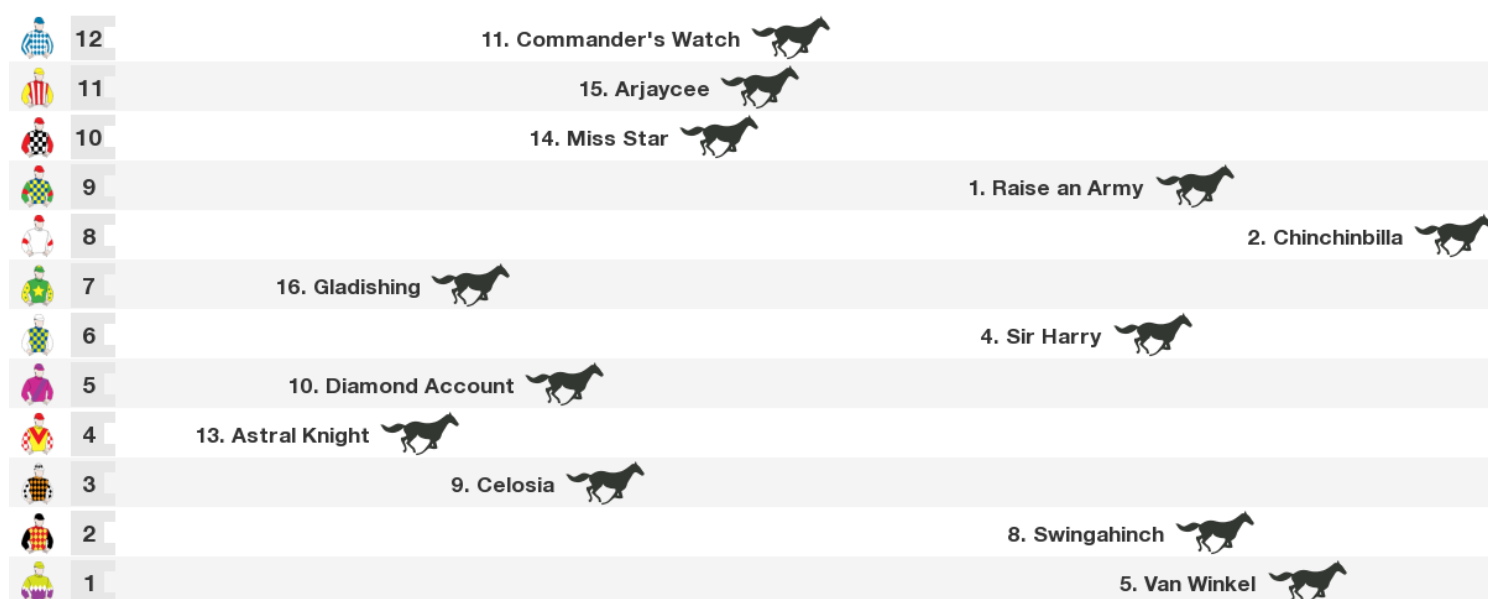 12 11. Commander's Watch
11 15. Arjaycee
10 14. Miss Star
9 1. Raise an Army
8 2. Chinchinbilla
7 16. Gladishing
6 4. Sir Harry
5 10. Diamond Account
4 13. Astral Knight
3 9. Celosia
2 8. Swingahinch
1 5. Van Winkel